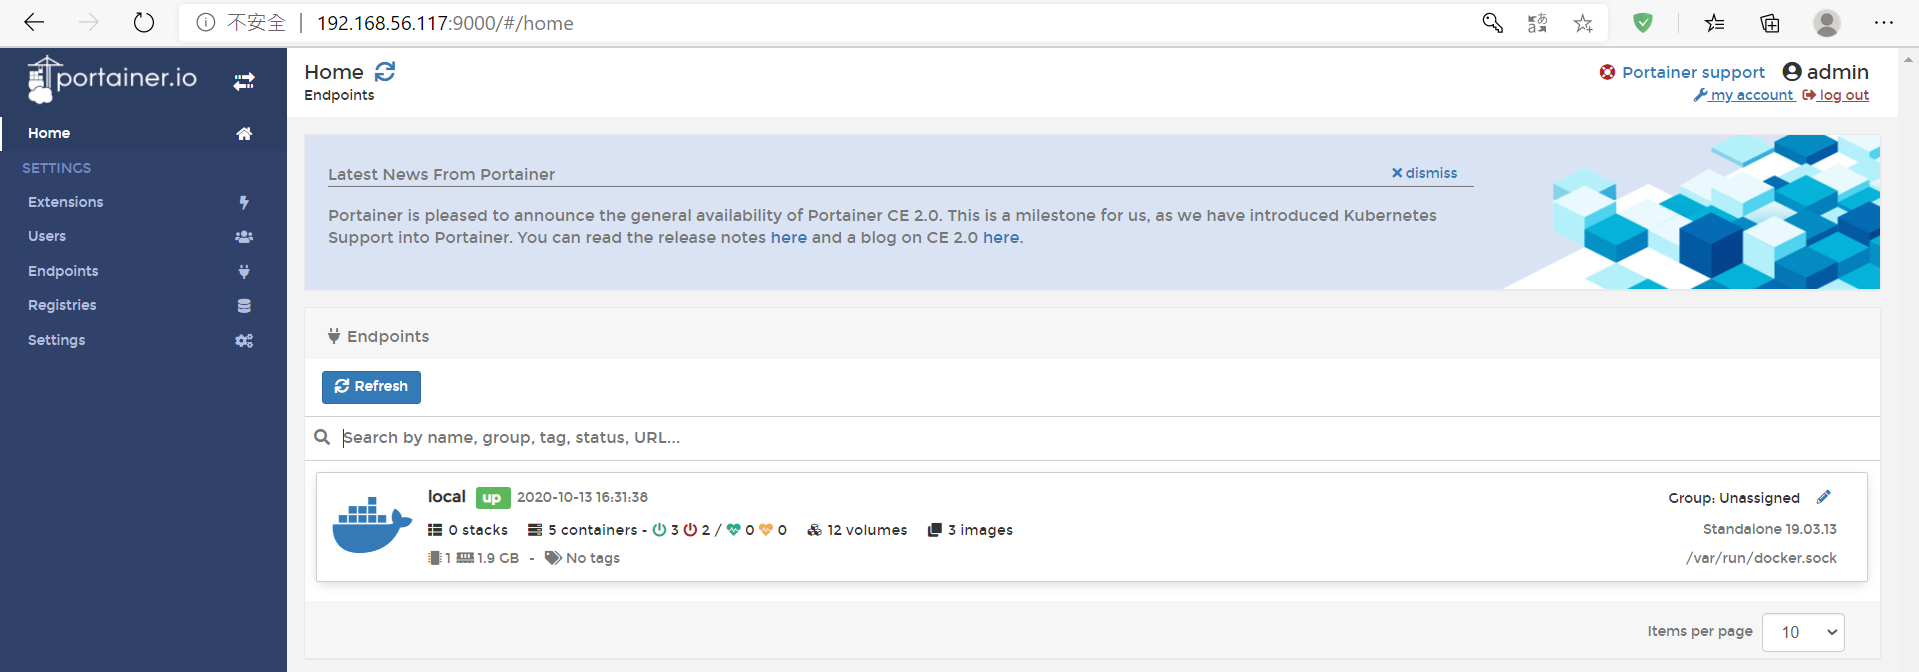 不安全 192.168.56.117:9000/#/home
portainer.io
Home
SETTINGS
Extensions
Users
Endpoints
Registries
Settings
Home
Endpoints
Portainer support admin
my account log out
Latest News From Portainer
dismiss
Portainer is pleased to announce the general availability of Portainer CE 2.0. This is a milestone for us, as we have introduced Kubernetes
Support into Portainer. You can read the release notes here and a blog on CE 2.0 here.
Endpoints
Refresh
Search by name, group, tag, status, URL...
local up 2020-10-13 16:31:38
Group: Unassigned
0 stacks 5 containers - 3 2 / 0 0 12 volumes 3 images
Standalone 19.03.13
1 1.9 GB - No tags
/var/run/docker.sock
Items per page 10